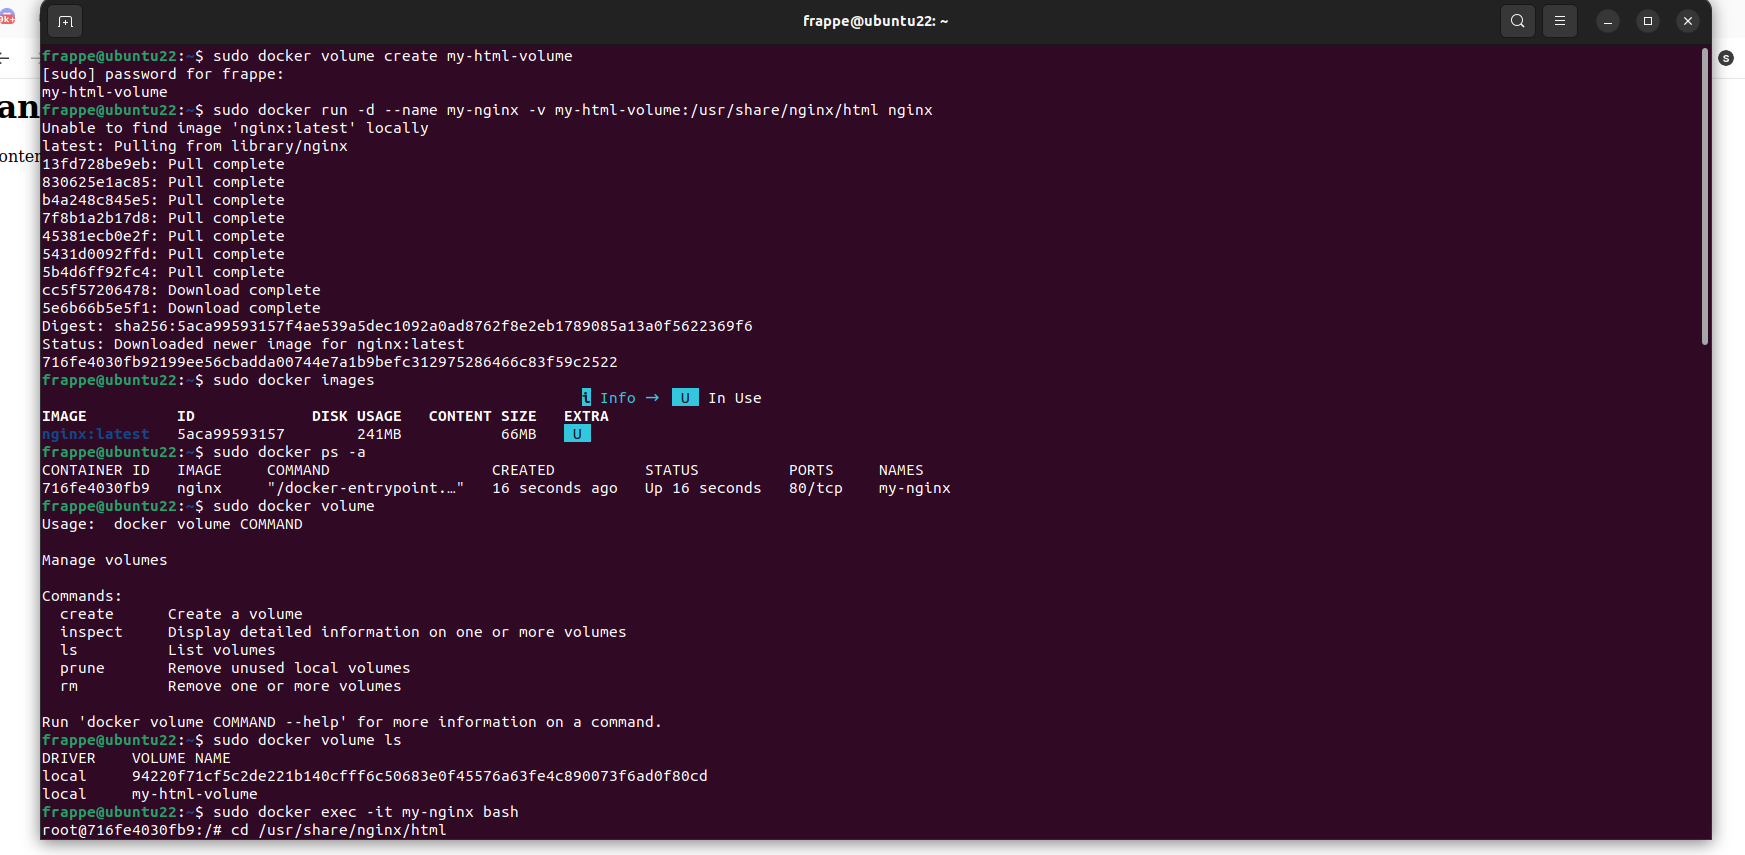 frappe@ubuntu22: ~
9k+
S
an
onten
frappe@ubuntu22:~$ sudo docker volume create my-html-volume
[sudo] password for frappe:
my-html-volume
frappe@ubuntu22:~$ sudo docker run -d --name my-nginx -v my-html-volume:/usr/share/nginx/html nginx
Unable to find image 'nginx:latest' locally
latest: Pulling from library/nginx
13fd728be9eb: Pull complete
830625e1ac85: Pull complete
b4a248c845e5: Pull complete
7f8b1a2b17d8: Pull complete
45381ecb0e2f: Pull complete
5431d0092ffd: Pull complete
5b4d6ff92fc4: Pull complete
cc5f57206478: Download complete
5e6b66b5e5f1: Download complete
Digest: sha256:5aca99593157f4ae539a5dec1092a0ad8762f8e2eb1789085a13a0f5622369f6
Status: Downloaded newer image for nginx:latest
716fe4030fb92199ee56cbadda00744e7a1b9befc312975286466c83f59c2522
frappe@ubuntu22:~$ sudo docker images
i Info → U In Use
IMAGE ID DISK USAGE CONTENT SIZE EXTRA
nginx:latest 5aca99593157 241MB 66MB U
frappe@ubuntu22:~$ sudo docker ps -a
CONTAINER ID IMAGE COMMAND CREATED STATUS PORTS NAMES
716fe4030fb9 nginx "/docker-entrypoint.…" 16 seconds ago Up 16 seconds 80/tcp my-nginx
frappe@ubuntu22:~$ sudo docker volume
Usage: docker volume COMMAND
Manage volumes
Commands:
create Create a volume
inspect Display detailed information on one or more volumes
ls List volumes
prune Remove unused local volumes
rm Remove one or more volumes
Run 'docker volume COMMAND --help' for more information on a command.
frappe@ubuntu22:~$ sudo docker volume ls
DRIVER VOLUME NAME
local 94220f71cf5c2de221b140cfff6c50683e0f45576a63fe4c890073f6ad0f80cd
local my-html-volume
frappe@ubuntu22:~$ sudo docker exec -it my-nginx bash
root@716fe4030fb9:/# cd /usr/share/nginx/html